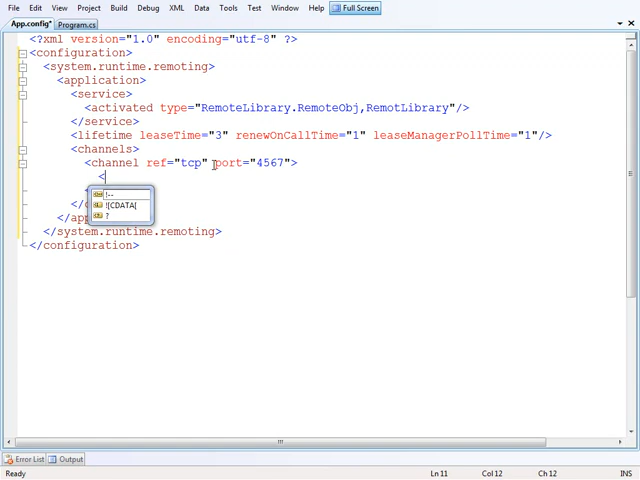 File Edit View Project Build Debug XML Data Tools Test Window Help Full Screen
App.config* Program.cs
<?xml version="1.0" encoding="utf-8" ?>
<configuration>
<system.runtime.remoting>
<application>
<service>
<activated type="RemoteLibrary.RemoteObj,RemotLibrary"/>
</service>
<lifetime leaseTime="3" renewOnCallTime="1" leaseManagerPollTime="1"/>
<channels>
<channel ref="tcp" port="4567">
<
!--
![CDATA[
?
</app
</system.runtime.remoting>
</configuration>
Error List Output
Ready Ln 11 Col 12 Ch 12 INS